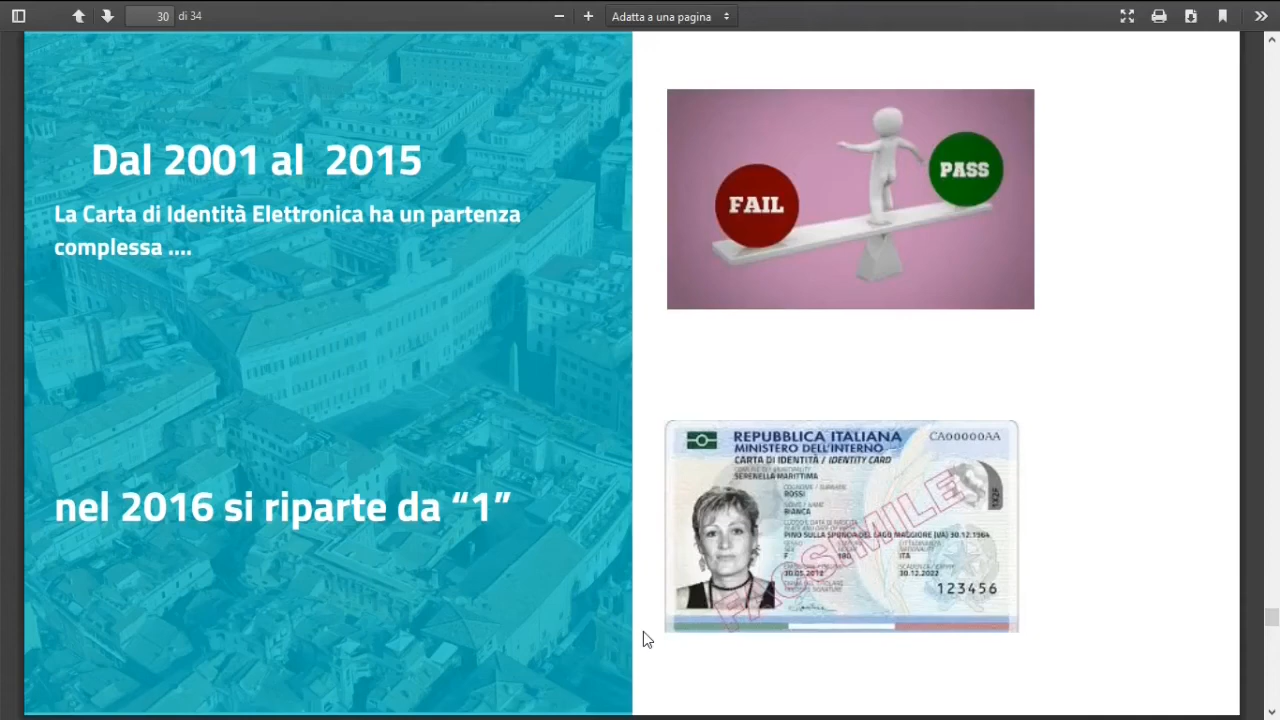 30 di 34
Adatta a una pagina
Dal 2001 al 2015
La Carta di Identità Elettronica ha un partenza
complessa ....
nel 2016 si riparte da “1”
FAIL
PASS
REPUBBLICA ITALIANA
CA00000AA
MINISTERO DELL'INTERNO
CARTA DI IDENTITÀ / IDENTITY CARD
SERENELLA MARITTIMA
ROSSI
BIANCA
PINO SULLA SPONDA DEL LAGO MAGGIORE (VA) 30.12.1964
F
180
ITA
30.12.2022
123456
FAC SIMILE